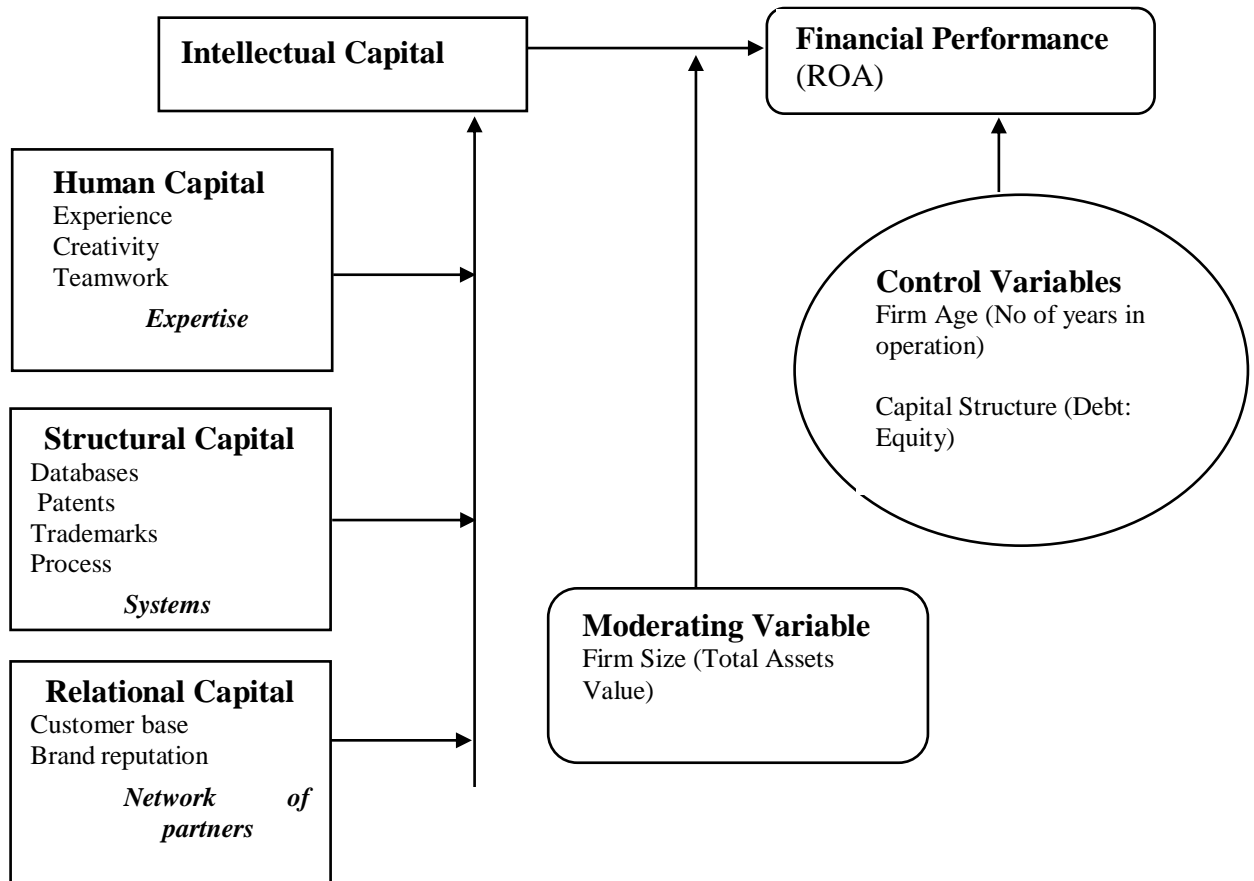 Intellectual Capital
Financial Performance
(ROA)
Human Capital
Experience
Creativity
Teamwork
Expertise
Structural Capital
Databases
Patents
Trademarks
Process
Systems
Relational Capital
Customer base
Brand reputation
Network of
partners
Moderating Variable
Firm Size (Total Assets
Value)
Control Variables
Firm Age (No of years in
operation)
Capital Structure (Debt:
Equity)